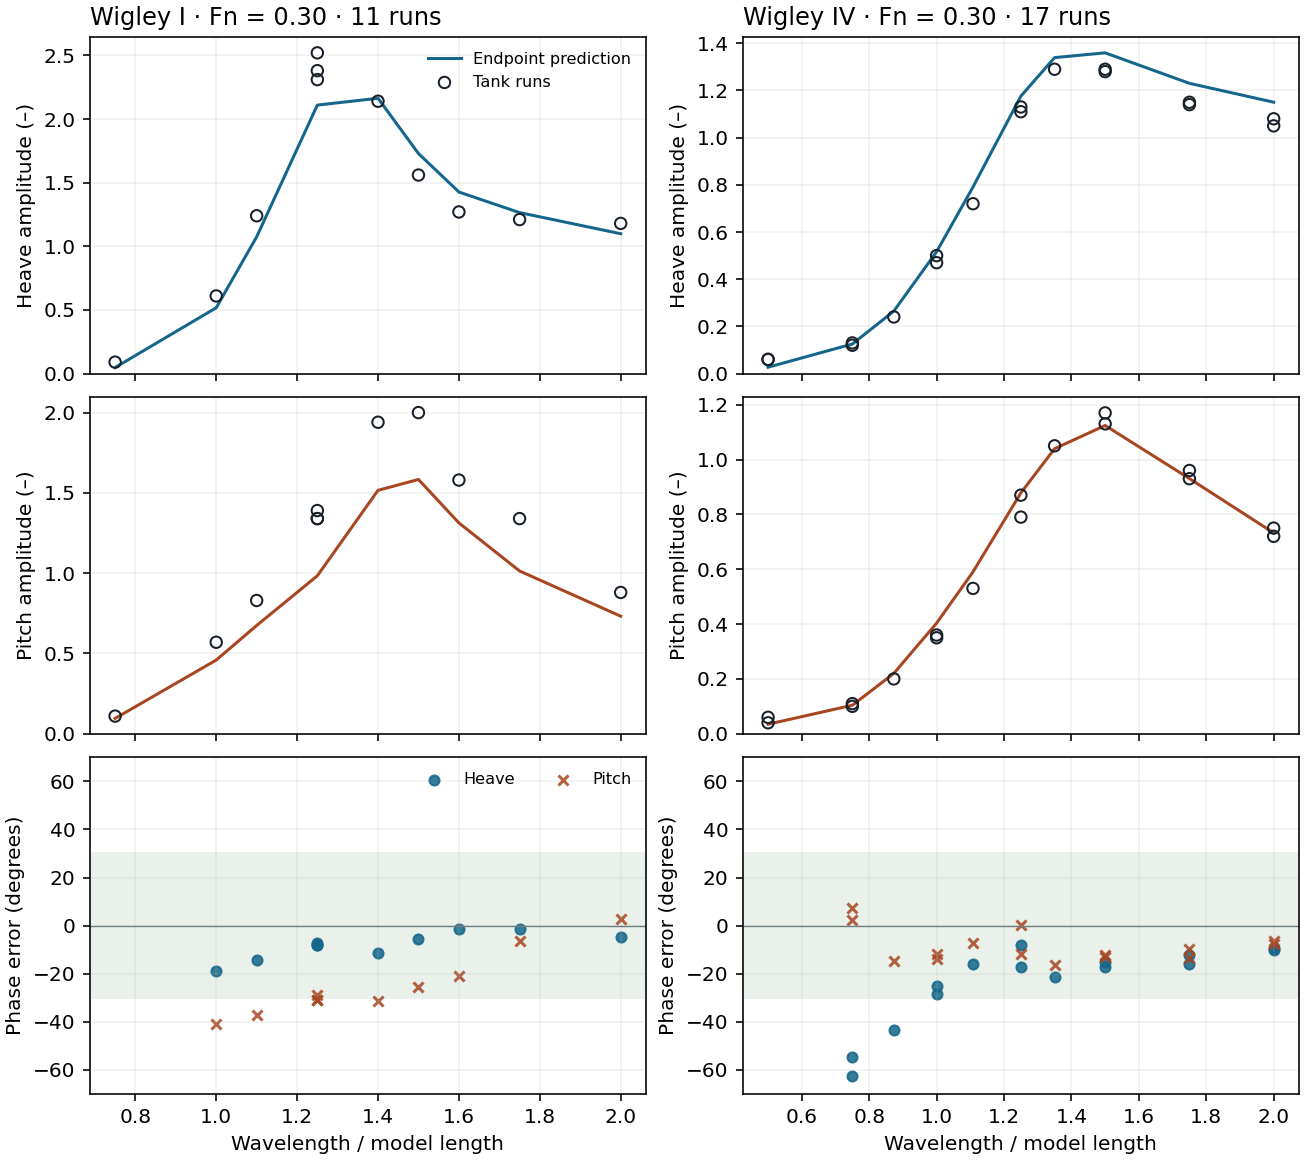 Wigley I · Fn = 0.30 · 11 runs
Wigley IV · Fn = 0.30 · 17 runs
Heave amplitude (–)
2.5
2.0
1.5
1.0
0.5
0.0
Endpoint prediction
Tank runs
Heave amplitude (–)
1.4
1.2
1.0
0.8
0.6
0.4
0.2
0.0
Pitch amplitude (–)
2.0
1.5
1.0
0.5
0.0
Pitch amplitude (–)
1.2
1.0
0.8
0.6
0.4
0.2
0.0
Phase error (degrees)
60
40
20
0
−20
−40
−60
Heave Pitch
0.8 1.0 1.2 1.4 1.6 1.8 2.0
Wavelength / model length
Phase error (degrees)
60
40
20
0
−20
−40
−60
0.6 0.8 1.0 1.2 1.4 1.6 1.8 2.0
Wavelength / model length